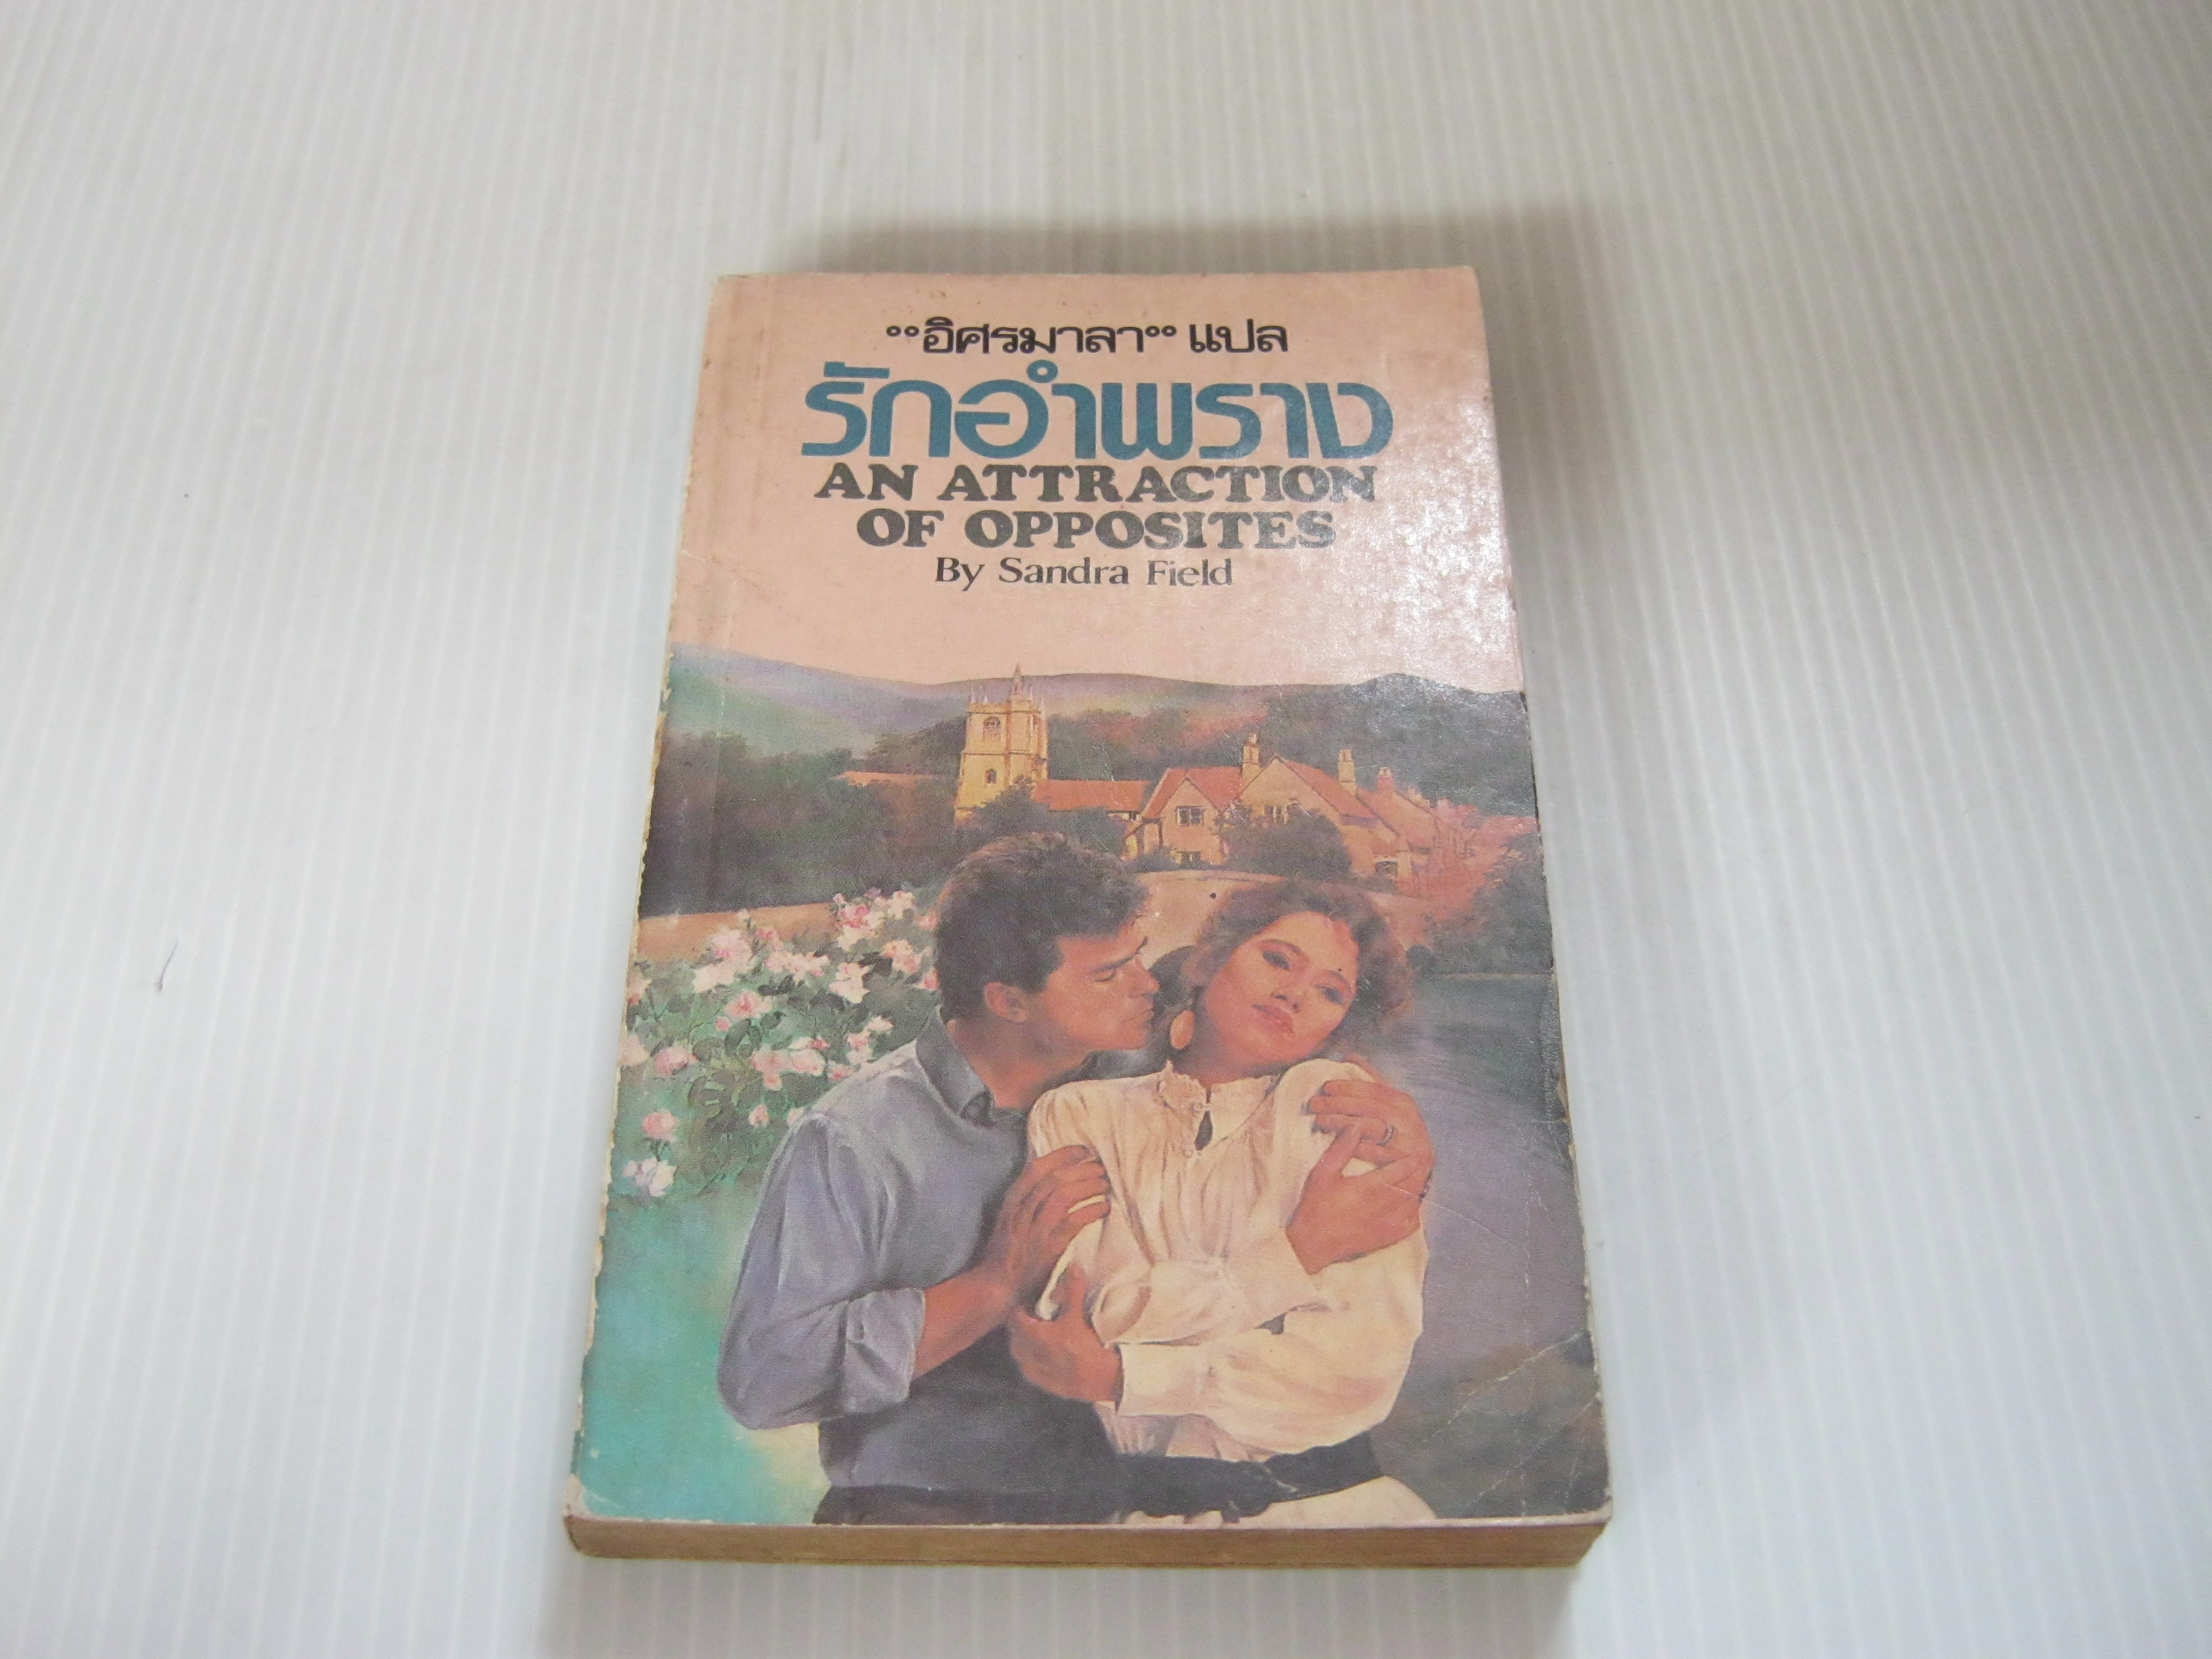 "อิศรมาลา" แปล
รักอำพราง
AN ATTRACTION
OF OPPOSITES
By Sandra Field